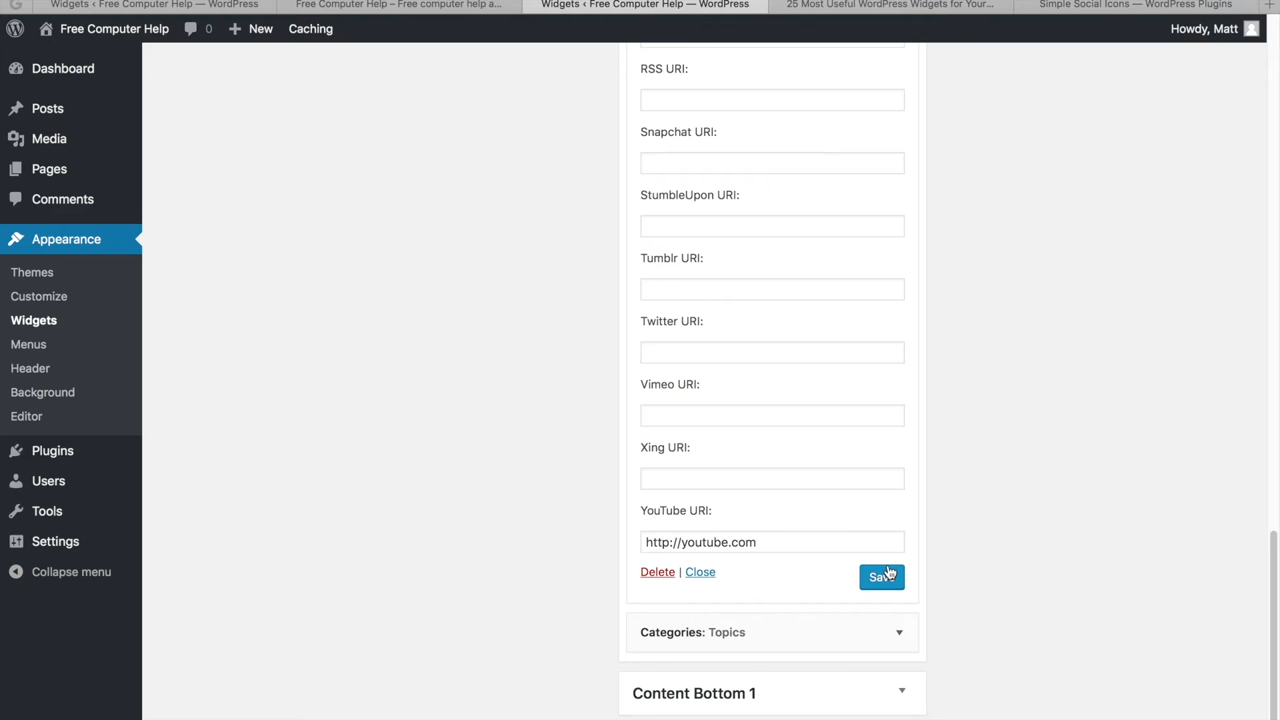 Widgets ‹ Free Computer Help — WordPress
Free Computer Help – Free computer help a...
Widgets ‹ Free Computer Help — WordPress
25 Most Useful WordPress Widgets for Your...
Simple Social Icons — WordPress Plugins
Free Computer Help
0
New
Caching
Howdy, Matt
Dashboard
Posts
Media
Pages
Comments
Appearance
Themes
Customize
Widgets
Menus
Header
Background
Editor
Plugins
Users
Tools
Settings
Collapse menu
RSS URI:
Snapchat URI:
StumbleUpon URI:
Tumblr URI:
Twitter URI:
Vimeo URI:
Xing URI:
YouTube URI:
http://youtube.com
Delete | Close
Save
Categories: Topics
Content Bottom 1